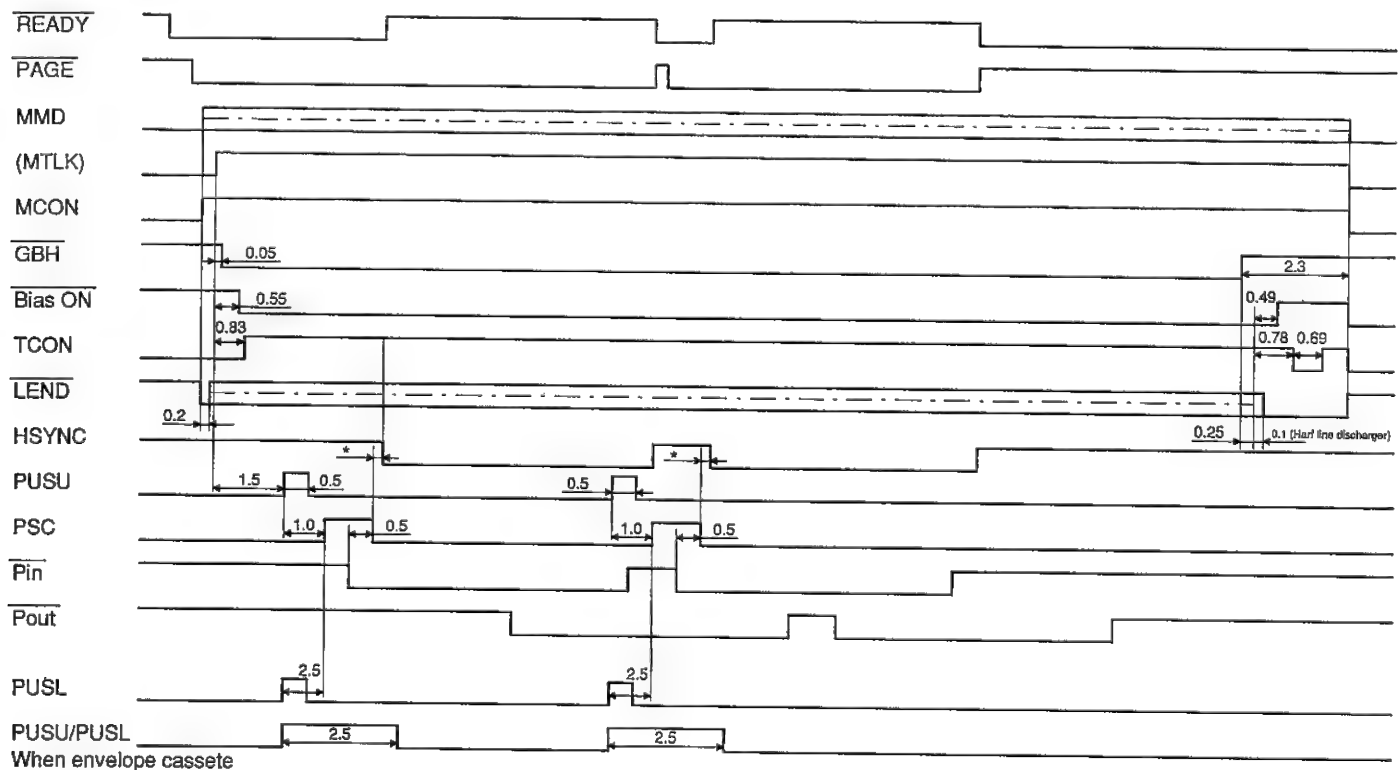 READY
PAGE
MMD
(MTLK)
MCON
GBH
0.05
2.3
Bias ON
0.55
0.49
TCON
0.83
0.78 0.69
LEND
0.2
0.25
0.1 (Harf line discharger)
HSYNC
*
*
PUSU
1.5
0.5
0.5
PSC
1.0
0.5
1.0
0.5
Pin
Pout
PUSL
2.5
2.5
PUSU/PUSL
2.5
2.5
When envelope cassete